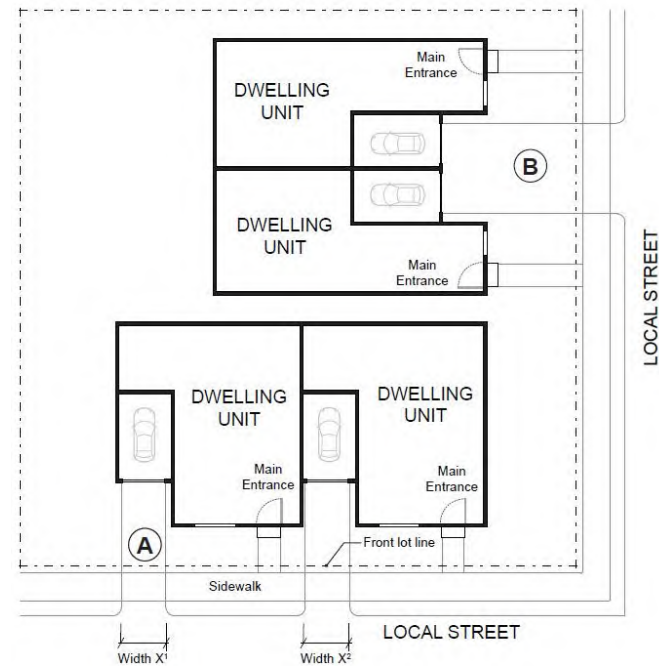 Main
Entrance
DWELLING
UNIT
B
DWELLING
UNIT
Main
Entrance
LOCAL STREET
DWELLING
UNIT
DWELLING
UNIT
Main
Entrance
Main
Entrance
A
Front lot line
Sidewalk
LOCAL STREET
Width X¹
Width X²